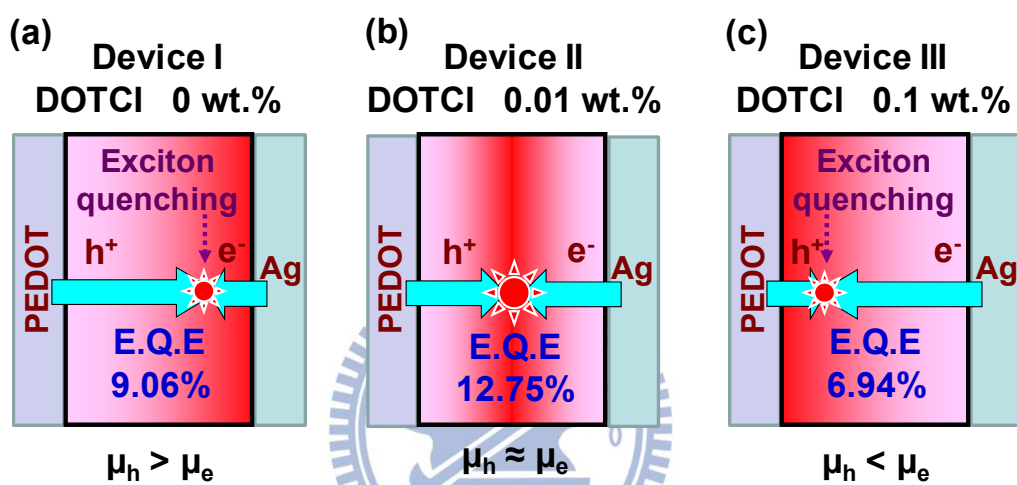 (a)
Device I
DOTCI 0 wt.%
Exciton
quenching
PEDOT
h⁺
e⁻
Ag
E.Q.E
9.06%
μₕ > μₑ
(b)
Device II
DOTCI 0.01 wt.%
PEDOT
h⁺
e⁻
Ag
E.Q.E
12.75%
μₕ ≈ μₑ
(c)
Device III
DOTCI 0.1 wt.%
Exciton
quenching
PEDOT
h⁺
e⁻
Ag
E.Q.E
6.94%
μₕ < μₑ